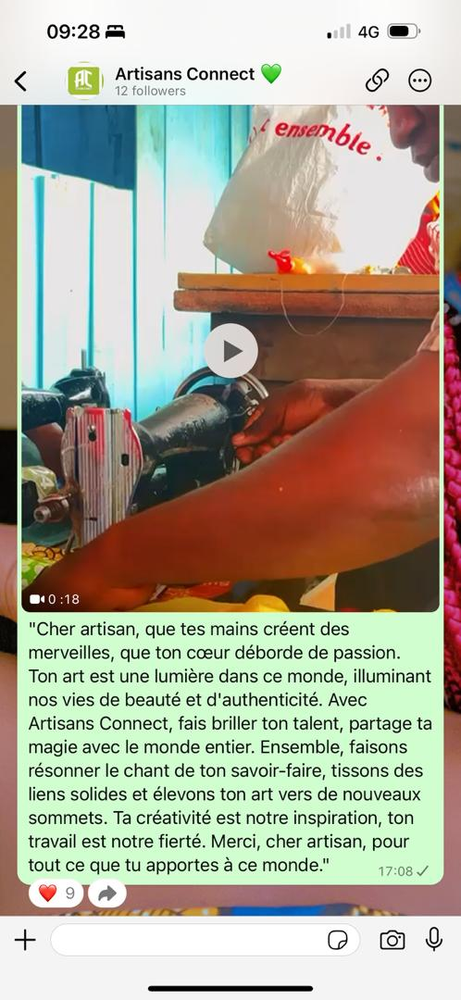 09:28
4G
Artisans Connect 💚
12 followers
AC
ensemble.
0:18
"Cher artisan, que tes mains créent des
merveilles, que ton cœur déborde de passion.
Ton art est une lumière dans ce monde, illuminant
nos vies de beauté et d'authenticité. Avec
Artisans Connect, fais briller ton talent, partage ta
magie avec le monde entier. Ensemble, faisons
résonner le chant de ton savoir-faire, tissons des
liens solides et élevons ton art vers de nouveaux
sommets. Ta créativité est notre inspiration, ton
travail est notre fierté. Merci, cher artisan, pour
tout ce que tu apportes à ce monde."
17:08
❤️ 9